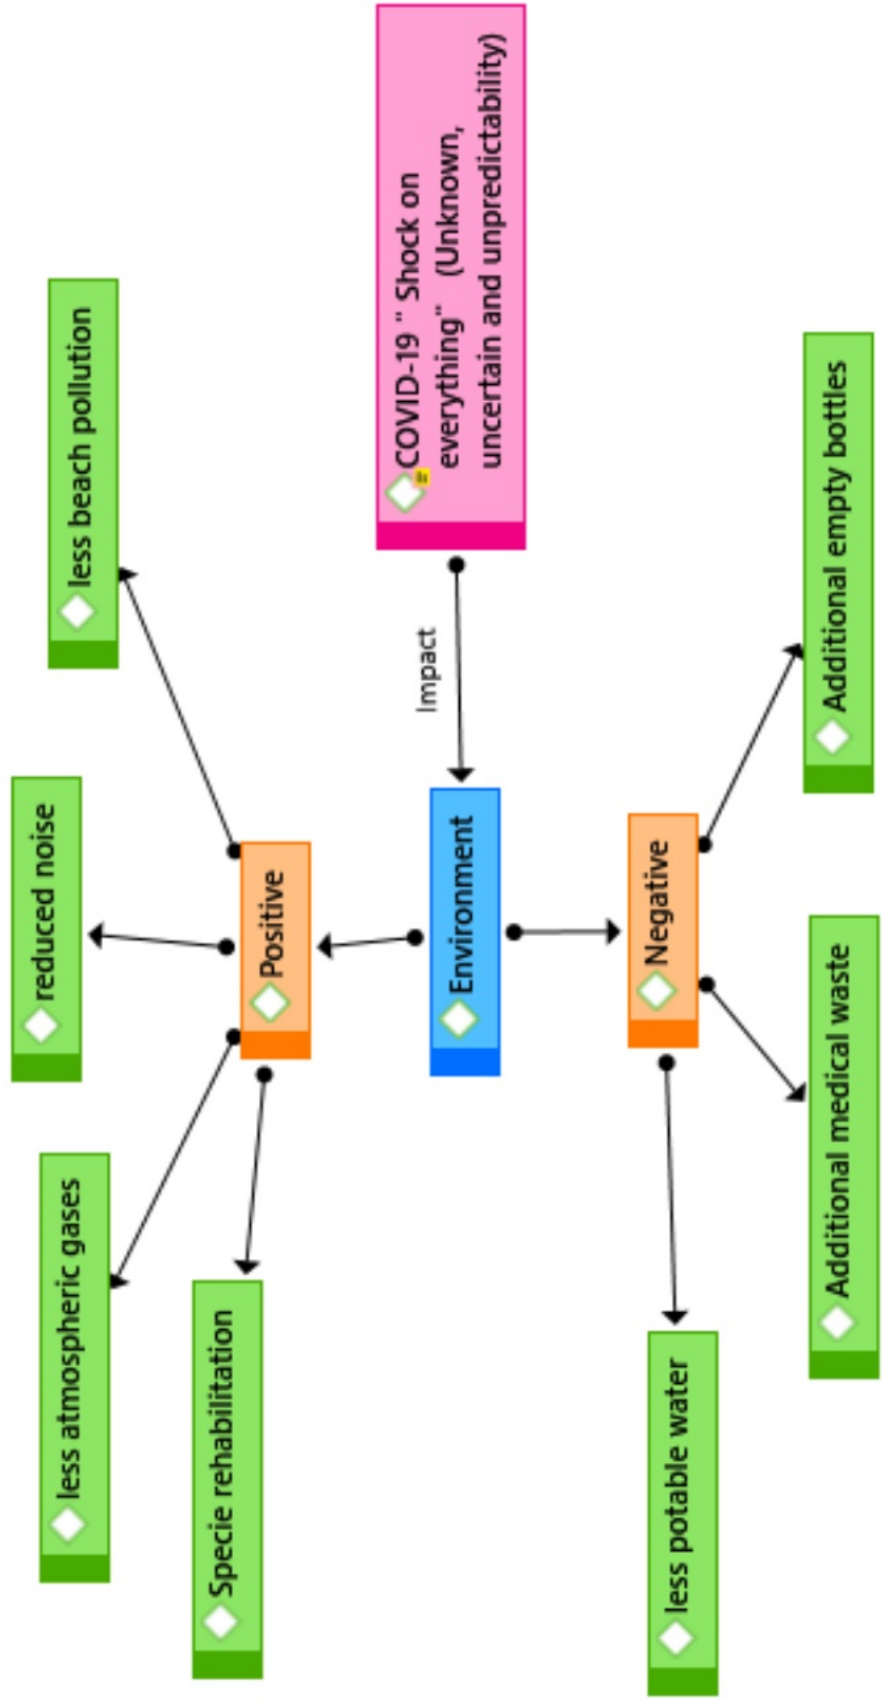 less atmospheric gases
reduced noise
less beach pollution
Specie rehabilitation
Positive
Environment
Impact
COVID-19 " Shock on
everything" (Unknown,
uncertain and unpredictability)
Negative
less potable water
Additional medical waste
Additional empty bottles